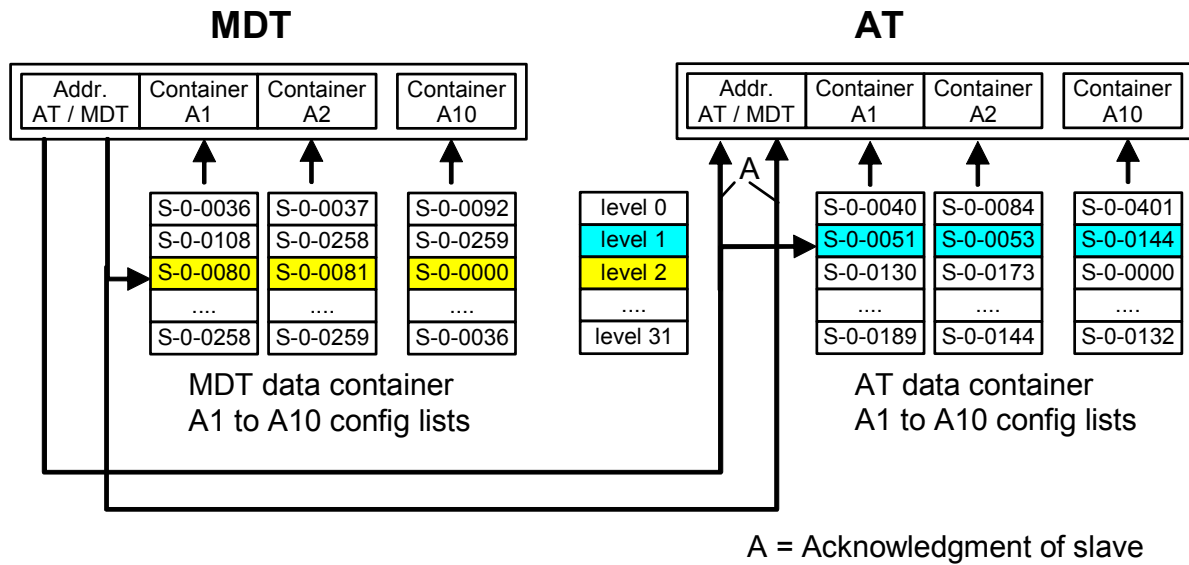 MDT
AT
Addr.
AT / MDT
Container
A1
Container
A2
Container
A10
Addr.
AT / MDT
Container
A1
Container
A2
Container
A10
A
S-0-0036
S-0-0108
S-0-0080
....
S-0-0258
S-0-0037
S-0-0258
S-0-0081
....
S-0-0259
S-0-0092
S-0-0259
S-0-0000
....
S-0-0036
level 0
level 1
level 2
....
level 31
S-0-0040
S-0-0051
S-0-0130
....
S-0-0189
S-0-0084
S-0-0053
S-0-0173
....
S-0-0144
S-0-0401
S-0-0144
S-0-0000
....
S-0-0132
MDT data container
A1 to A10 config lists
AT data container
A1 to A10 config lists
A = Acknowledgment of slave